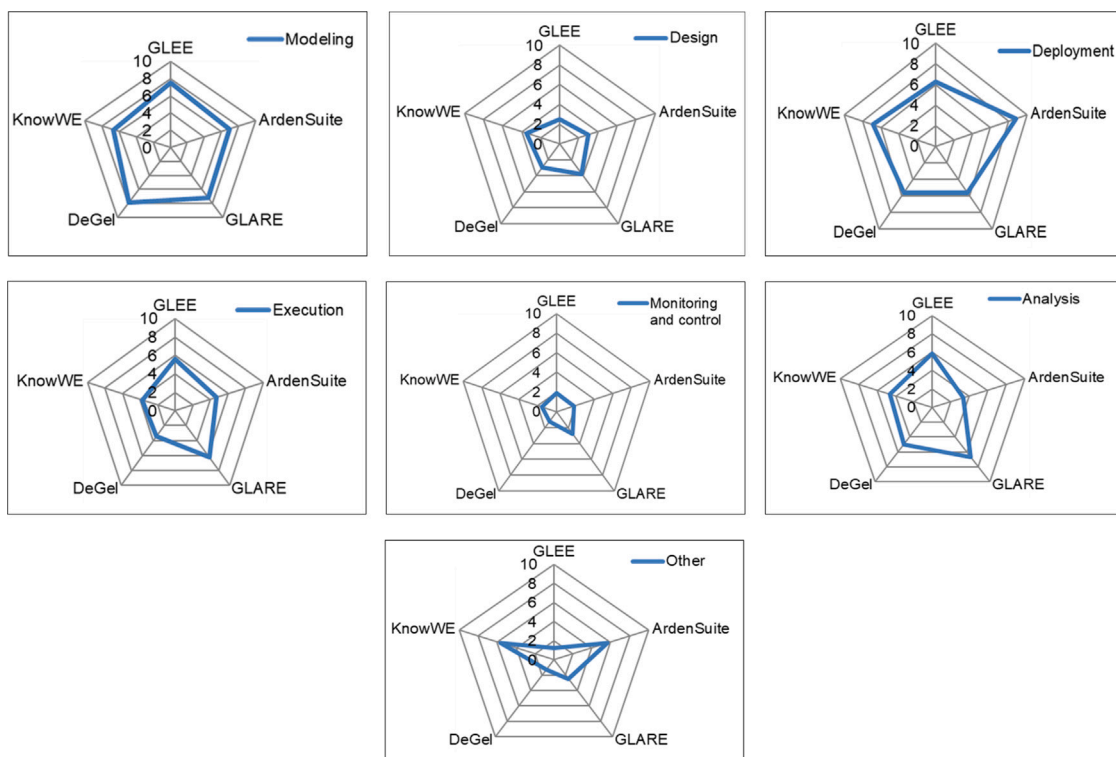 GLEE
Modeling
10
8
6
4
2
0
KnowWE
ArdenSuite
DeGel
GLARE
GLEE
Design
10
8
6
4
2
0
KnowWE
ArdenSuite
DeGel
GLARE
GLEE
Deployment
10
8
6
4
2
0
KnowWE
ArdenSuite
DeGel
GLARE
GLEE
Execution
10
8
6
4
2
0
KnowWE
ArdenSuite
DeGel
GLARE
GLEE
Monitoring
and control
10
8
6
4
2
0
KnowWE
ArdenSuite
DeGel
GLARE
GLEE
Analysis
10
8
6
4
2
0
KnowWE
ArdenSuite
DeGel
GLARE
GLEE
Other
10
8
6
4
2
0
KnowWE
ArdenSuite
DeGel
GLARE